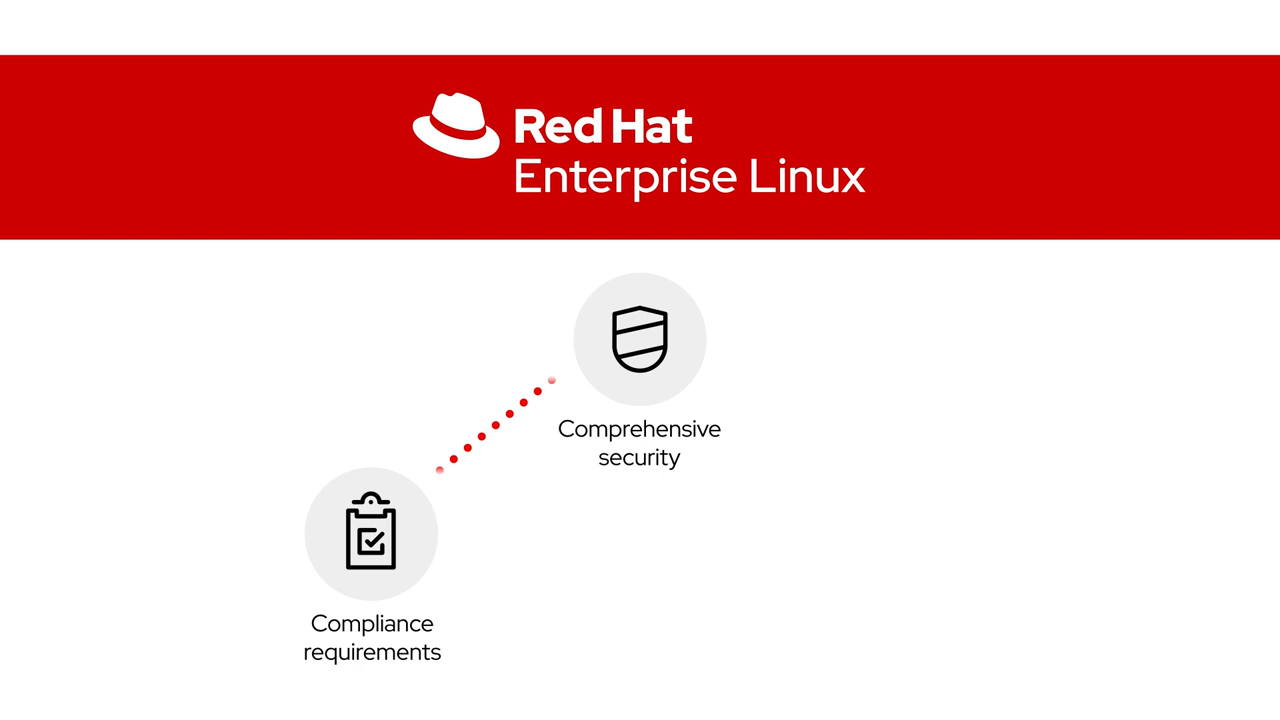 Red Hat
Enterprise Linux
Comprehensive
security
Compliance
requirements